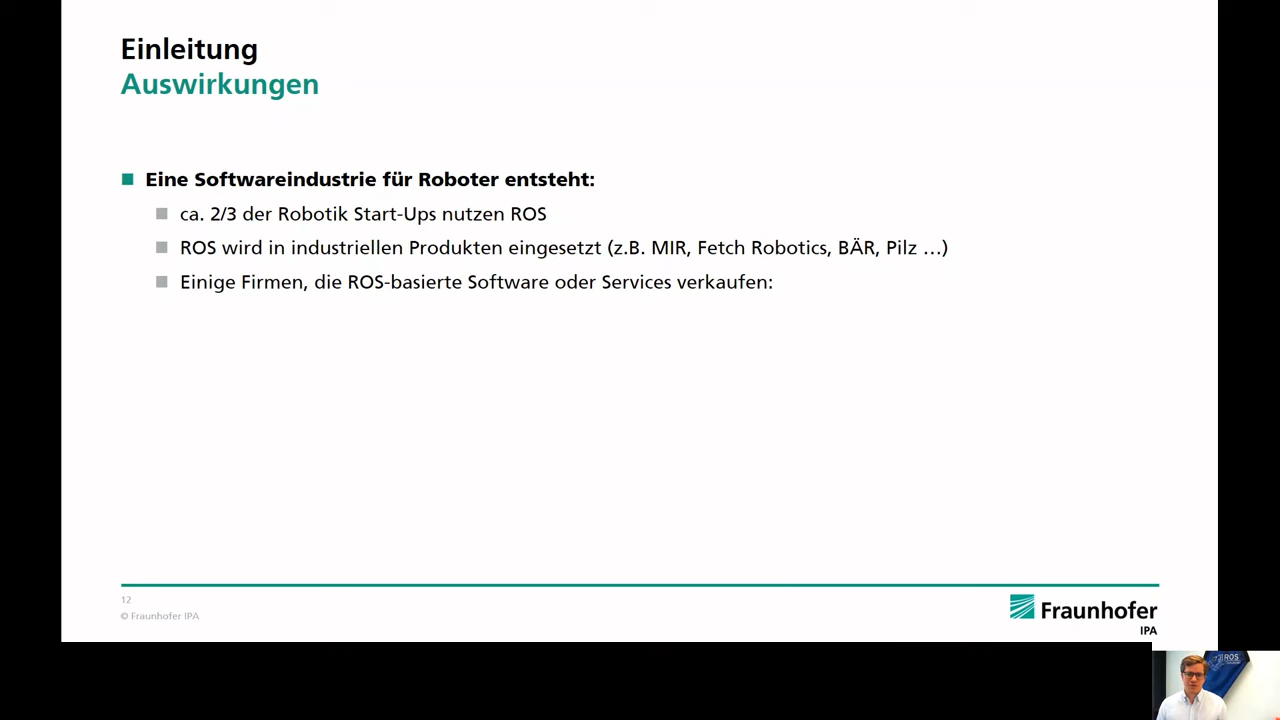 Einleitung
Auswirkungen
Eine Softwareindustrie für Roboter entsteht:
ca. 2/3 der Robotik Start-Ups nutzen ROS
ROS wird in industriellen Produkten eingesetzt (z.B. MIR, Fetch Robotics, BÄR, Pilz …)
Einige Firmen, die ROS-basierte Software oder Services verkaufen:
12
© Fraunhofer IPA
Fraunhofer
IPA
ROS